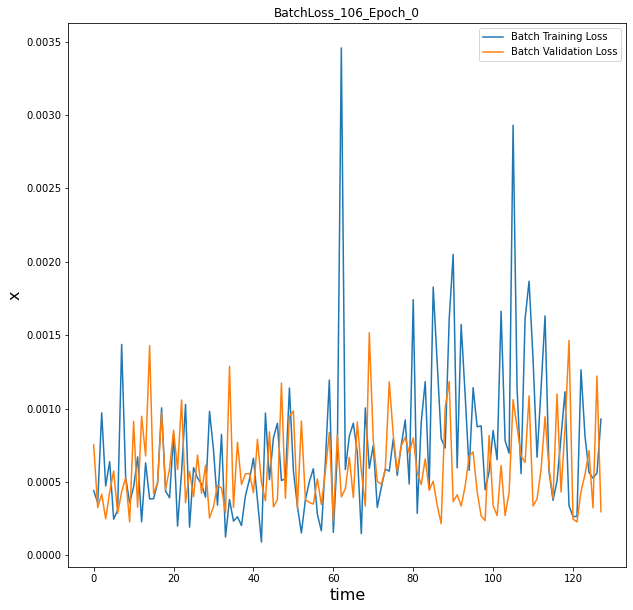 BatchLoss_106_Epoch_0
Batch Training Loss
Batch Validation Loss
0.0035
0.0030
0.0025
0.0020
0.0015
0.0010
0.0005
0.0000
x
0 20 40 60 80 100 120
time